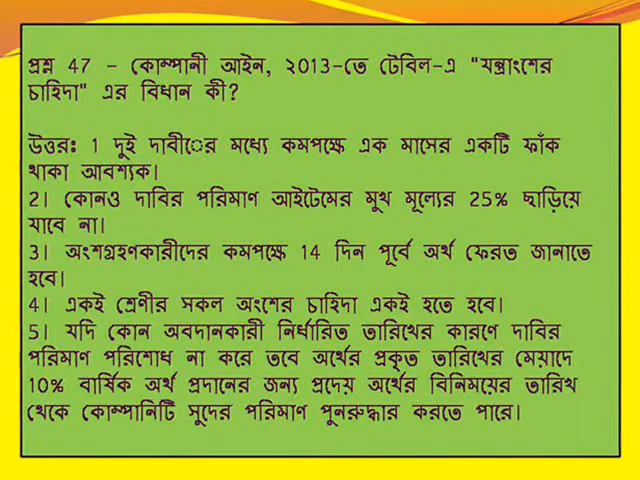 প্রশ্ন 47 – কোম্পানী আইন, ২013–তে টেবিল–এ "যন্ত্রাংশের
চাহিদা" এর বিধান কী?
উত্তরঃ 1 দুই দাবীের মধ্যে কমপক্ষে এক মাসের একটি ফাঁক
থাকা আবশ্যক।
2। কোনও দাবির পরিমাণ আইটেমের মুখ মূল্যের 25% ছাড়িয়ে
যাবে না।
3। অংশগ্রহণকারীদের কমপক্ষে 14 দিন পূর্বে অর্থ ফেরত জানাতে
হবে।
4। একই শ্রেণীর সকল অংশের চাহিদা একই হতে হবে।
5। যদি কোন অবদানকারী নির্ধারিত তারিখের কারণে দাবির
পরিমাণ পরিশোধ না করে তবে অর্থের প্রকৃত তারিখের মেয়াদে
10% বার্ষিক অর্থ প্রদানের জন্য প্রদেয় অর্থের বিনিময়ের তারিখ
থেকে কোম্পানিটি সুদের পরিমাণ পুনরুদ্ধার করতে পারে।